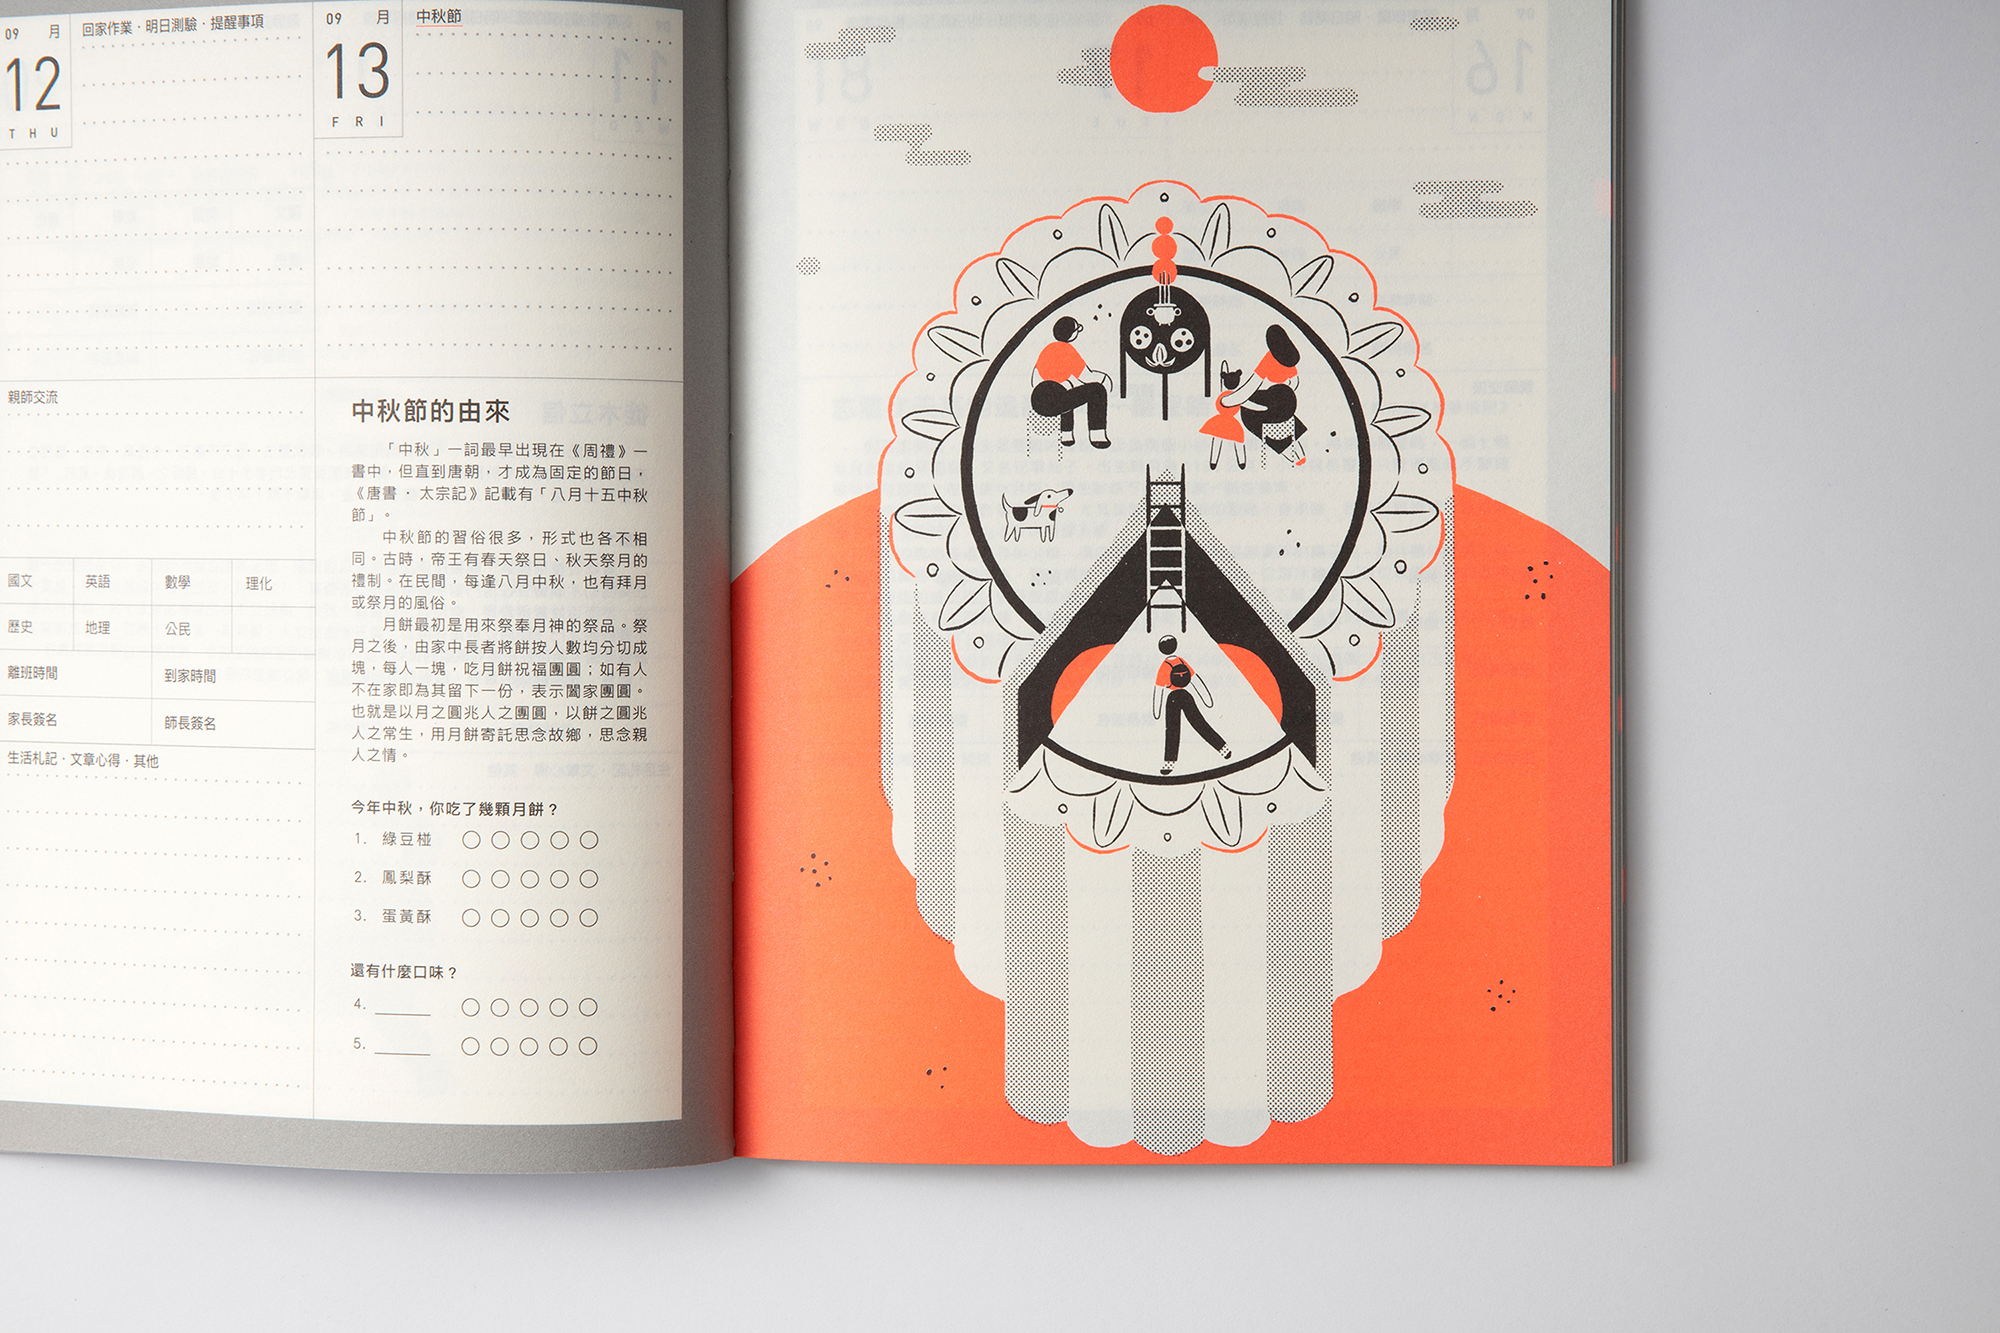 09 月
12
THU
回家作業·明日測驗·提醒事項
親師交流
國文 英語 數學 理化
歷史 地理 公民
離班時間 到家時間
家長簽名 師長簽名
生活札記·文章心得·其他
09 月
13
FRI
中秋節
中秋節的由來
「中秋」一詞最早出現在《周禮》一
書中，但直到唐朝，才成為固定的節日，
《唐書·太宗記》記載有「八月十五中秋
節」。
中秋節的習俗很多，形式也各不相
同。古時，帝王有春天祭日、秋天祭月的
禮制。在民間，每逢八月中秋，也有拜月
或祭月的風俗。
月餅最初是用來祭奉月神的祭品。祭
月之後，由家中長者將餅按人數均分切成
塊，每人一塊，吃月餅祝福團圓；如有人
不在家即為其留下一份，表示闔家團圓。
也就是以月之圓兆人之團圓，以餅之圓兆
人之常生，用月餅寄託思念故鄉，思念親
人之情。
今年中秋，你吃了幾顆月餅？
1. 綠豆椪
2. 鳳梨酥
3. 蛋黃酥
還有什麼口味？
4.
5.